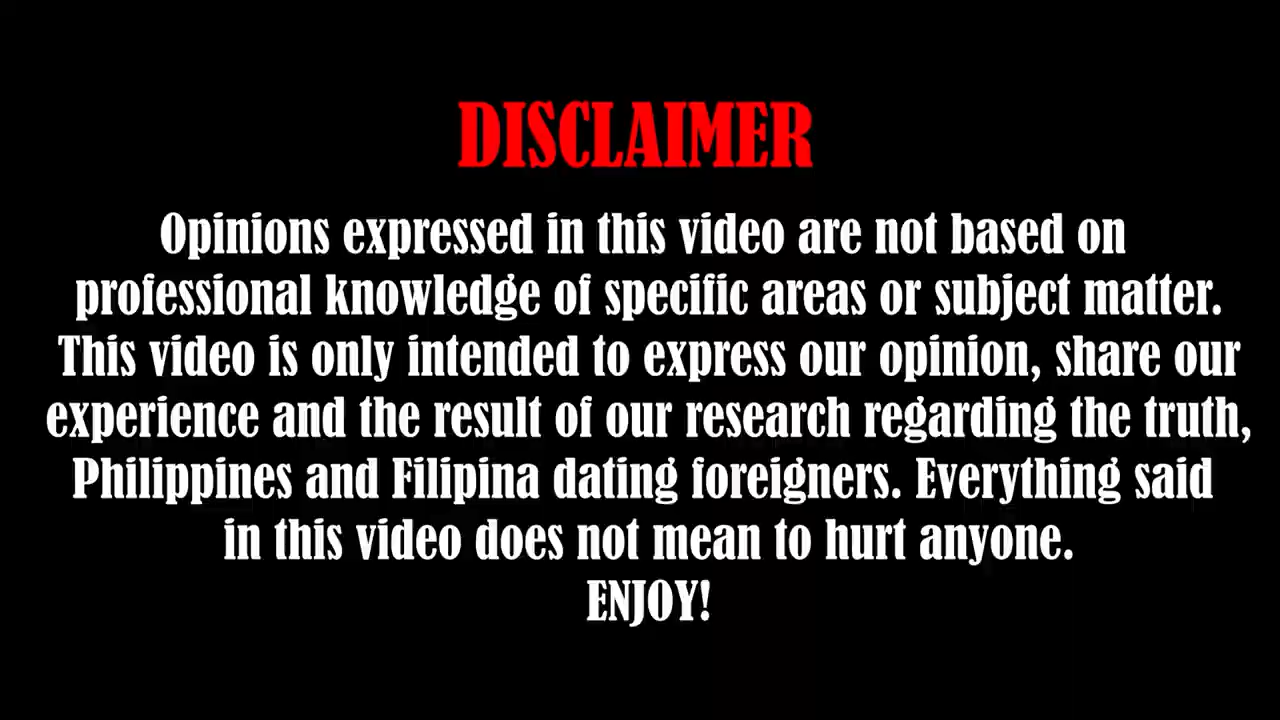 DISCLAIMER
Opinions expressed in this video are not based on
professional knowledge of specific areas or subject matter.
This video is only intended to express our opinion, share our
experience and the result of our research regarding the truth,
Philippines and Filipina dating foreigners. Everything said
in this video does not mean to hurt anyone.
ENJOY!